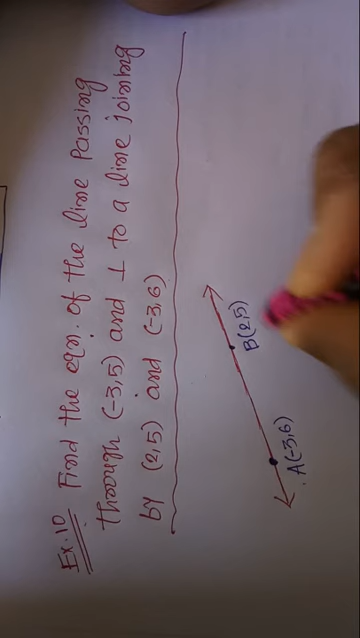 Ex.10 Find the eqn. of the line Passing
through (-3,5) and ⊥ to a line joining
by (2,5) and (-3,6)
A(-3,6)
B(2,5)